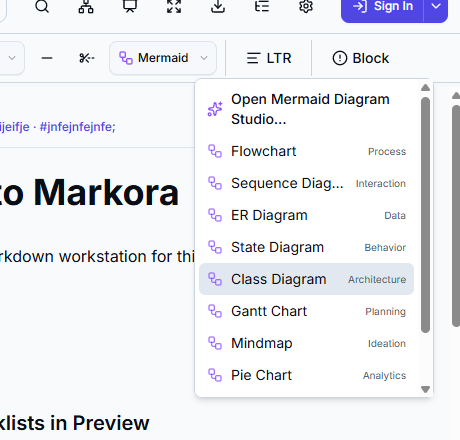 Sign In
Mermaid
LTR
Block
ijeifje · #jnfejnfejnfe;
to Markora
rkdown workstation for thi
klists in Preview
Open Mermaid Diagram
Studio...
Flowchart Process
Sequence Diag... Interaction
ER Diagram Data
State Diagram Behavior
Class Diagram Architecture
Gantt Chart Planning
Mindmap Ideation
Pie Chart Analytics